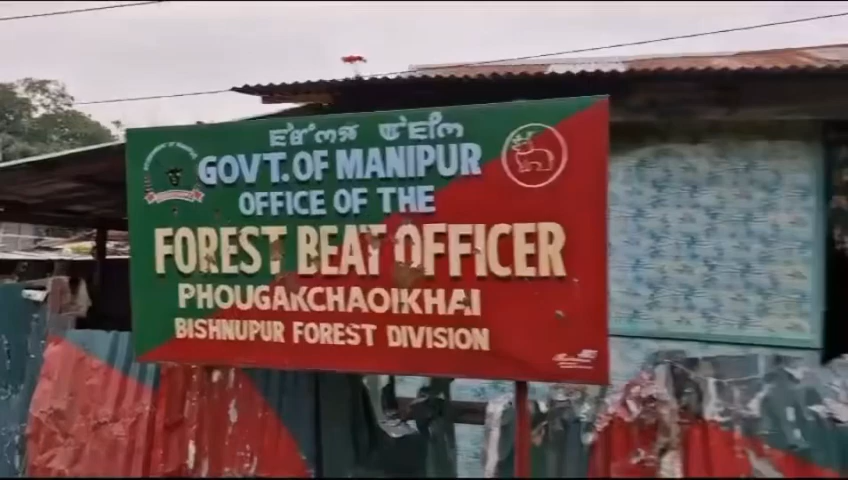 GOVT. OF MANIPUR
OFFICE OF THE
FOREST BEAT OFFICER
PHOUGAKCHAOIKHAI
BISHNUPUR FOREST DIVISION